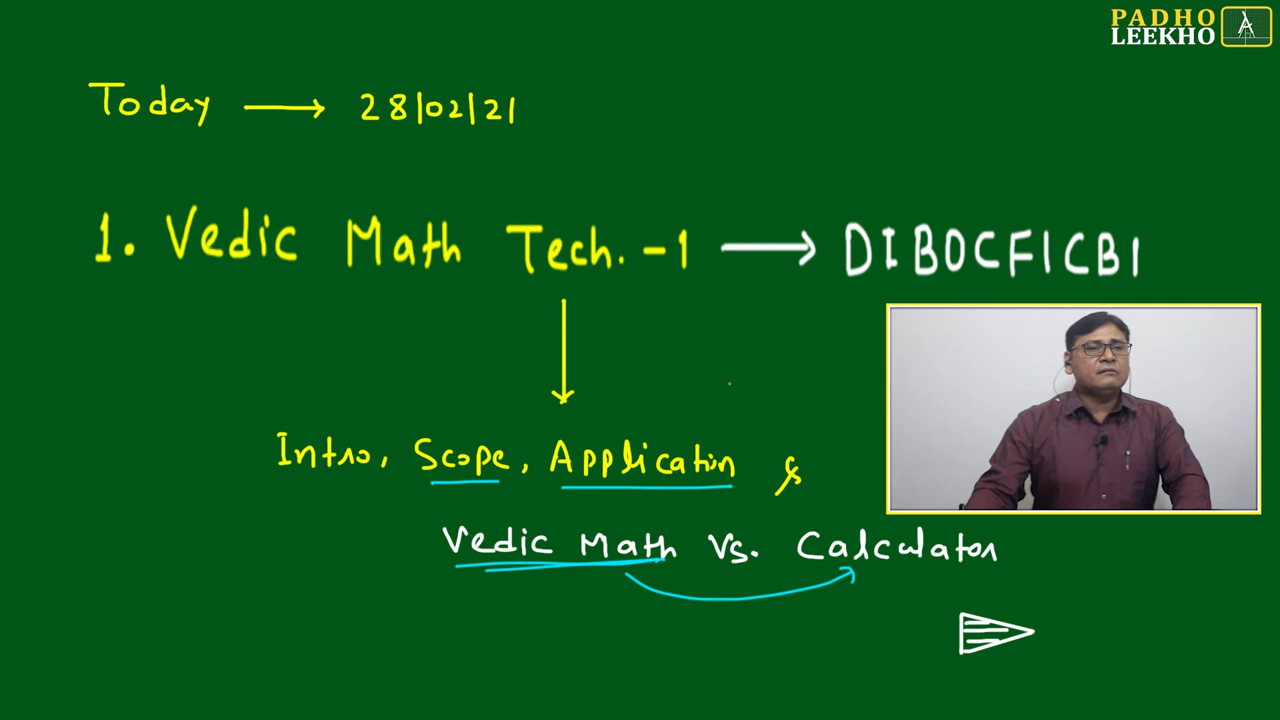 PADHO
LEEKHO
Today → 28/02/21
1. Vedic Math Tech.-1 → DIBOCFICBI
Intro, Scope, Application &
Vedic Math Vs. Calculator